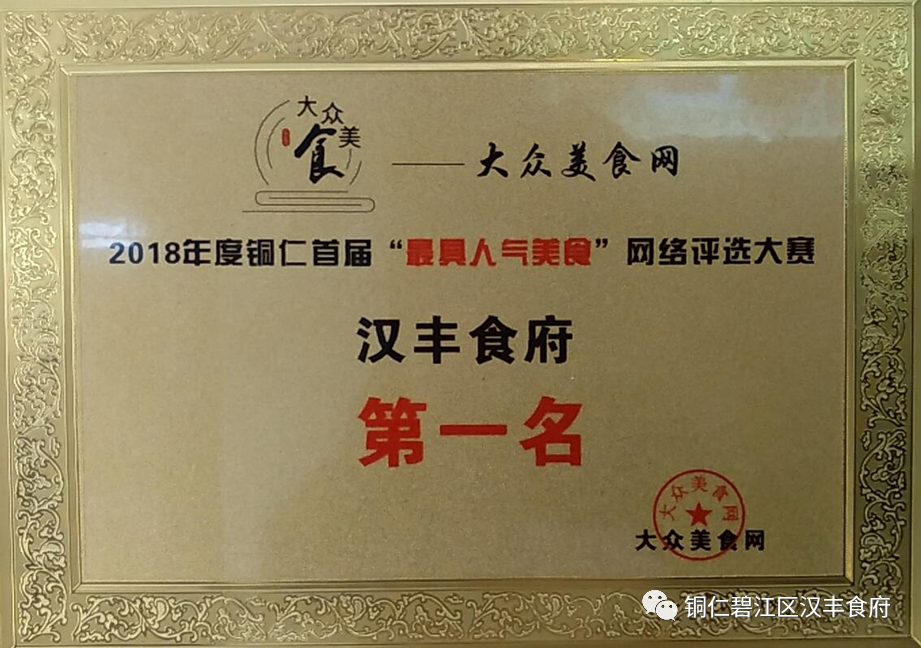 大众美食
——大众美食网
2018年度铜仁首届“最具人气美食”网络评选大赛
汉丰食府
第一名
大众美食网
大众美食网
铜仁碧江区汉丰食府